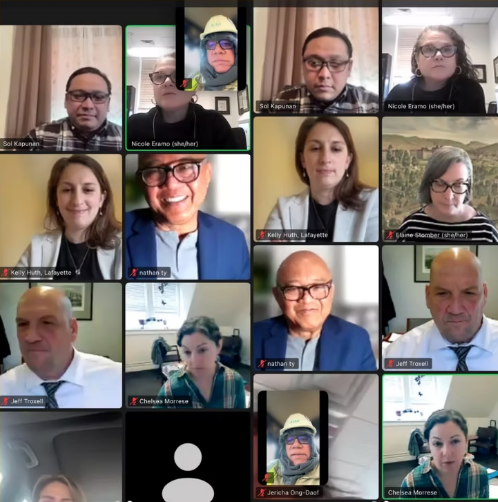 Sol Kapunan
Nicole Eramo (she/her)
Sol Kapunan
Nicole Eramo (she/her)
Kelly Huth, Lafayette
nathan ty
Kelly Huth, Lafayette
Elaine Stomber (she/her)
Jeff Troxell
Chelsea Morrese
nathan ty
Jeff Troxell
Jericha Ong-Daof
Chelsea Morrese